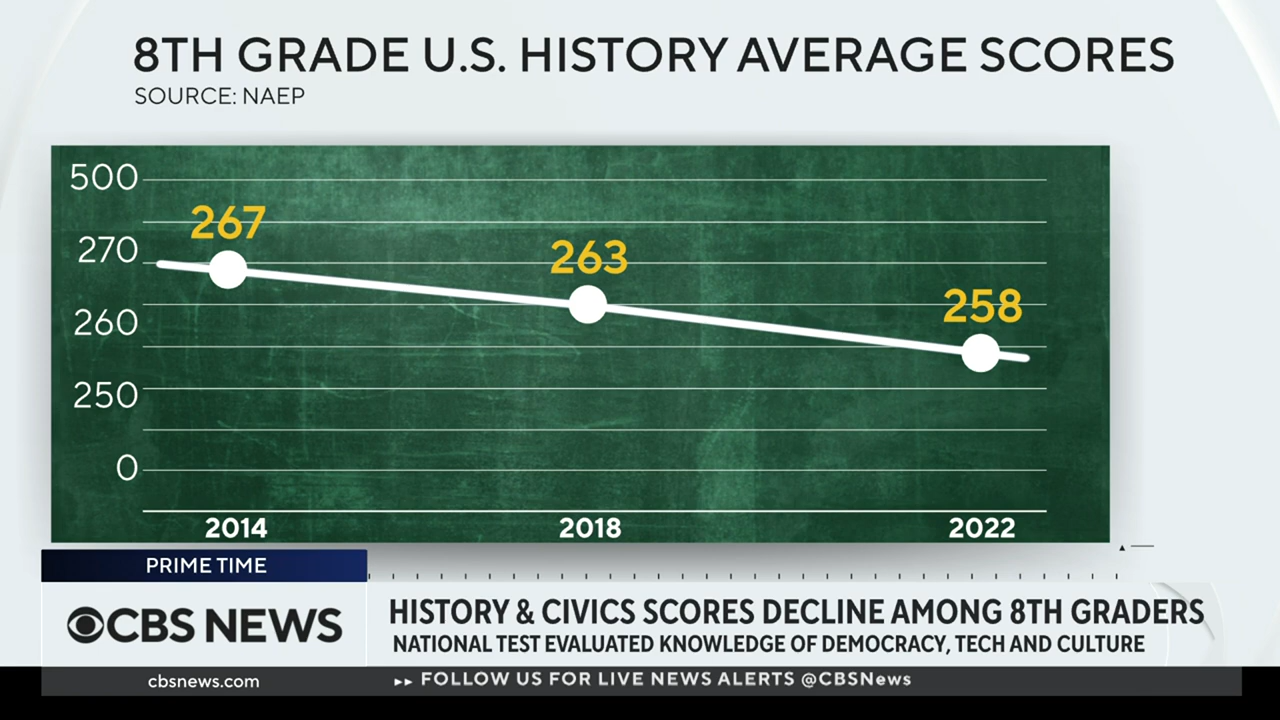 8TH GRADE U.S. HISTORY AVERAGE SCORES
SOURCE: NAEP
500
267
270
263
260
258
250
0
2014 2018 2022
PRIME TIME
CBS NEWS
HISTORY & CIVICS SCORES DECLINE AMONG 8TH GRADERS
NATIONAL TEST EVALUATED KNOWLEDGE OF DEMOCRACY, TECH AND CULTURE
cbsnews.com
FOLLOW US FOR LIVE NEWS ALERTS @CBSNews